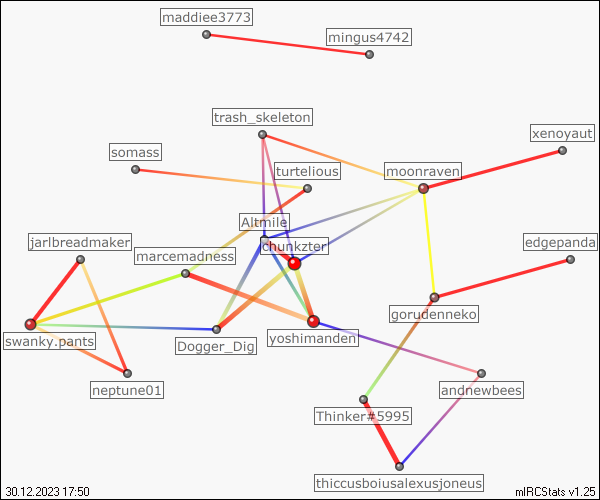 maddiee3773
mingus4742
trash_skeleton
xenoyaut
somass
turtelious
moonraven
Altmile
jarlbreadmaker
chunkzter
edgepanda
marcemadness
gorudenneko
swanky.pants
Dogger_Dig
yoshimanden
neptune01
andnewbees
Thinker#5995
thiccusboiusalexusjoneus
30.12.2023 17:50
mIRCStats v1.25